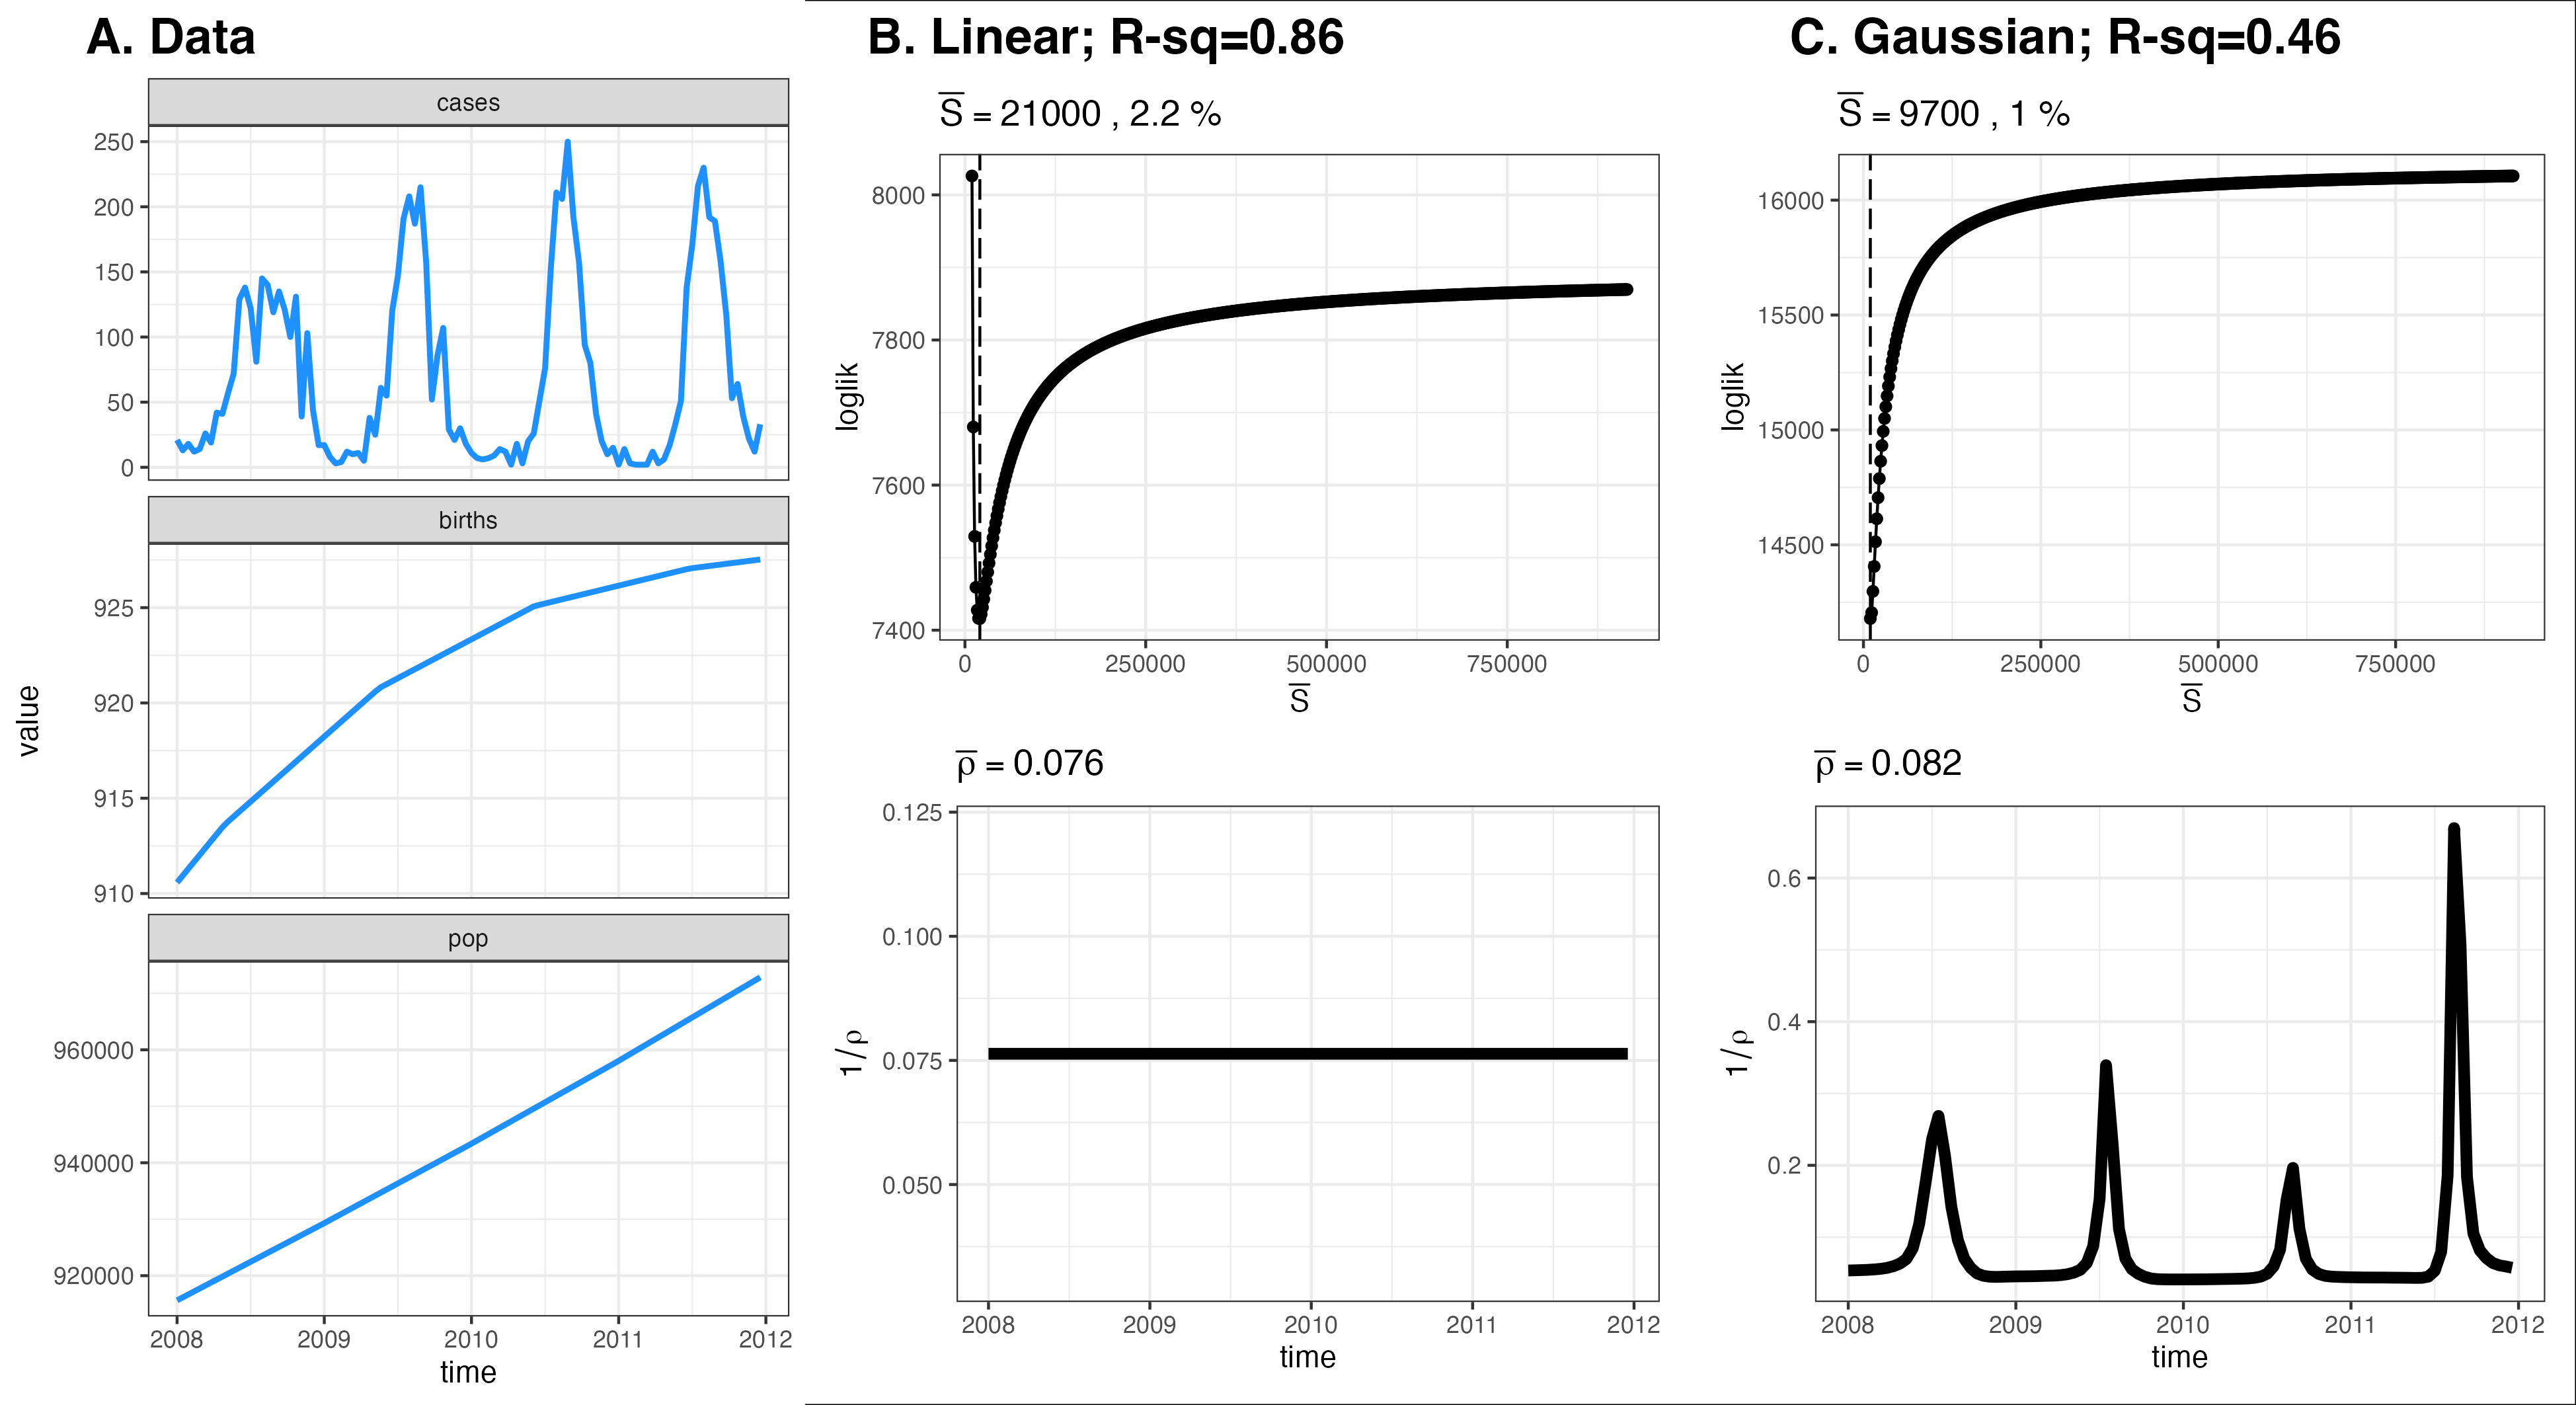 A. Data
cases
250
200
150
100
50
0
births
925
920
915
910
pop
960000
940000
920000
value
2008 2009 2010 2011 2012
time
B. Linear; R-sq=0.86
S̅ = 21000 , 2.2 %
8000
7800
7600
7400
loglik
0 250000 500000 750000
S̅
ρ̅ = 0.076
0.125
0.100
0.075
0.050
1/ρ
2008 2009 2010 2011 2012
time
C. Gaussian; R-sq=0.46
S̅ = 9700 , 1 %
16000
15500
15000
14500
loglik
0 250000 500000 750000
S̅
ρ̅ = 0.082
0.6
0.4
0.2
1/ρ
2008 2009 2010 2011 2012
time